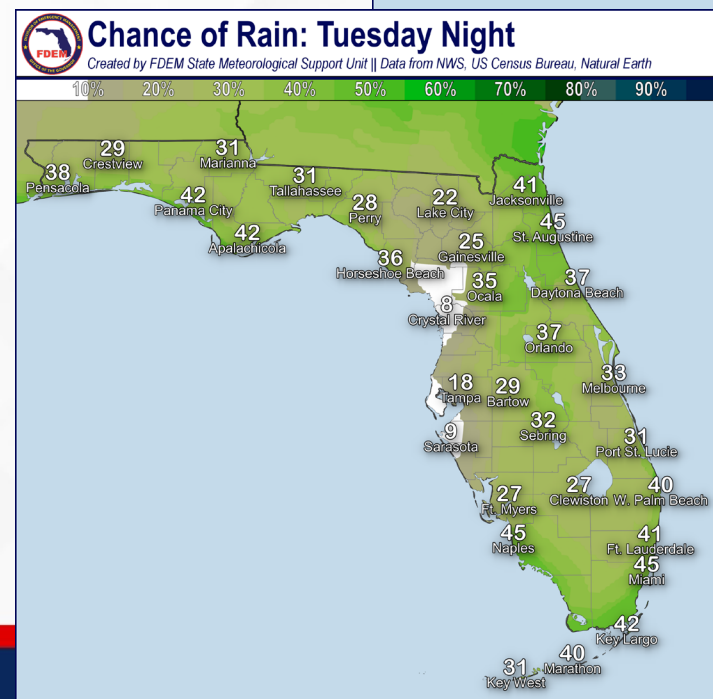 Chance of Rain: Tuesday Night
Created by FDEM State Meteorological Support Unit || Data from NWS, US Census Bureau, Natural Earth
FDEM
10% 20% 30% 40% 50% 60% 70% 80% 90%
29
Crestview
31
Marianna
38
Pensacola
31
Tallahassee
42
Panama City
28
Perry
22
Lake City
41
Jacksonville
42
Apalachicola
45
St. Augustine
25
Gainesville
36
Horseshoe Beach
35
Ocala
37
Daytona Beach
8
Crystal River
37
Orlando
33
Melbourne
18
Tampa
29
Bartow
32
Sebring
9
Sarasota
31
Port St. Lucie
27
Ft. Myers
27
Clewiston
40
W. Palm Beach
45
Naples
41
Ft. Lauderdale
45
Miami
42
Key Largo
40
Marathon
31
Key West